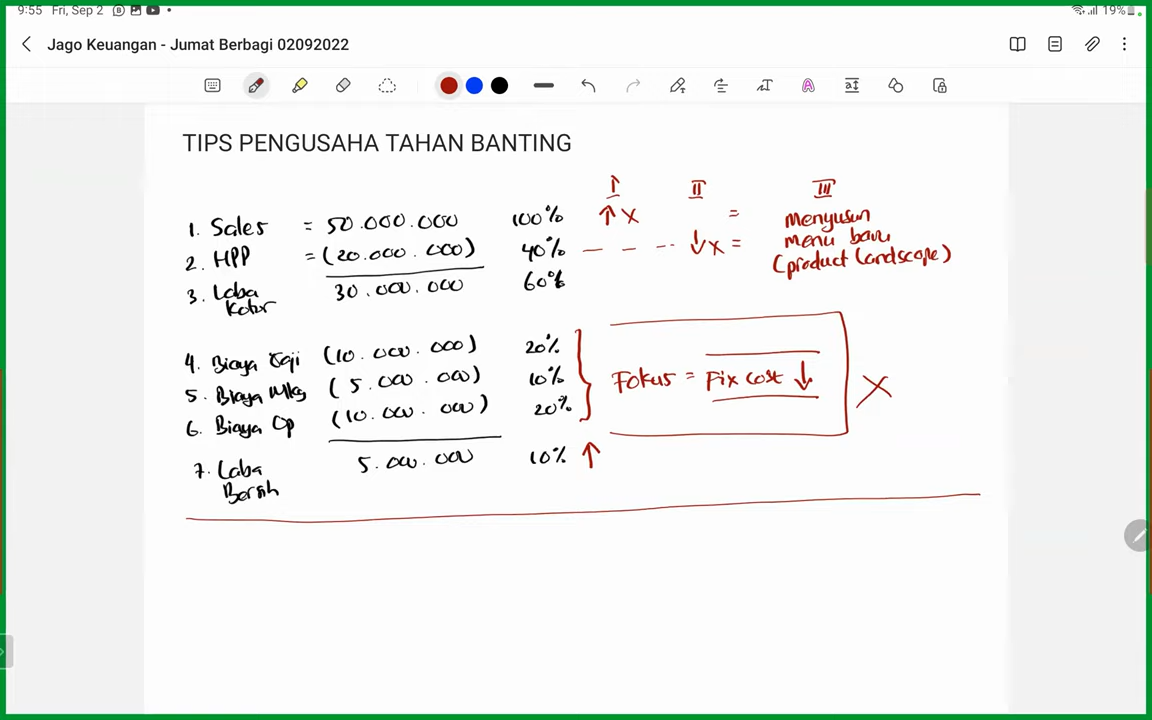 9:55 Fri, Sep 2 19%
Jago Keuangan - Jumat Berbagi 02092022
TIPS PENGUSAHA TAHAN BANTING
I II III
1. Sales = 50.000.000 100% ↑ X = menyusun
2. HPP = (20.000.000) 40% — — — ↓ X = menu baru
(product landscape)
3. Laba Kotor 30.000.000 60%
4. Biaya Gaji (10.000.000) 20%
5. Biaya Mktg (5.000.000) 10% Fokus = Fix cost ↓ X
6. Biaya Op (10.000.000) 20%
7. Laba Bersih 5.000.000 10% ↑